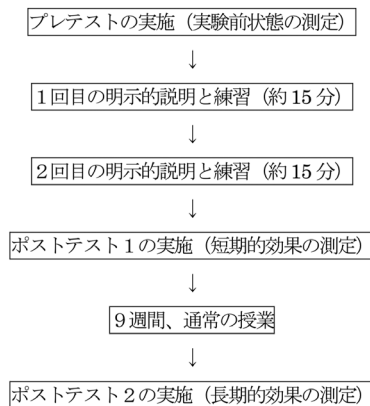 プレテストの実施（実験前状態の測定）
↓
１回目の明示的説明と練習（約15分）
↓
２回目の明示的説明と練習（約15分）
↓
ポストテスト１の実施（短期的効果の測定）
↓
９週間、通常の授業
↓
ポストテスト２の実施（長期的効果の測定）